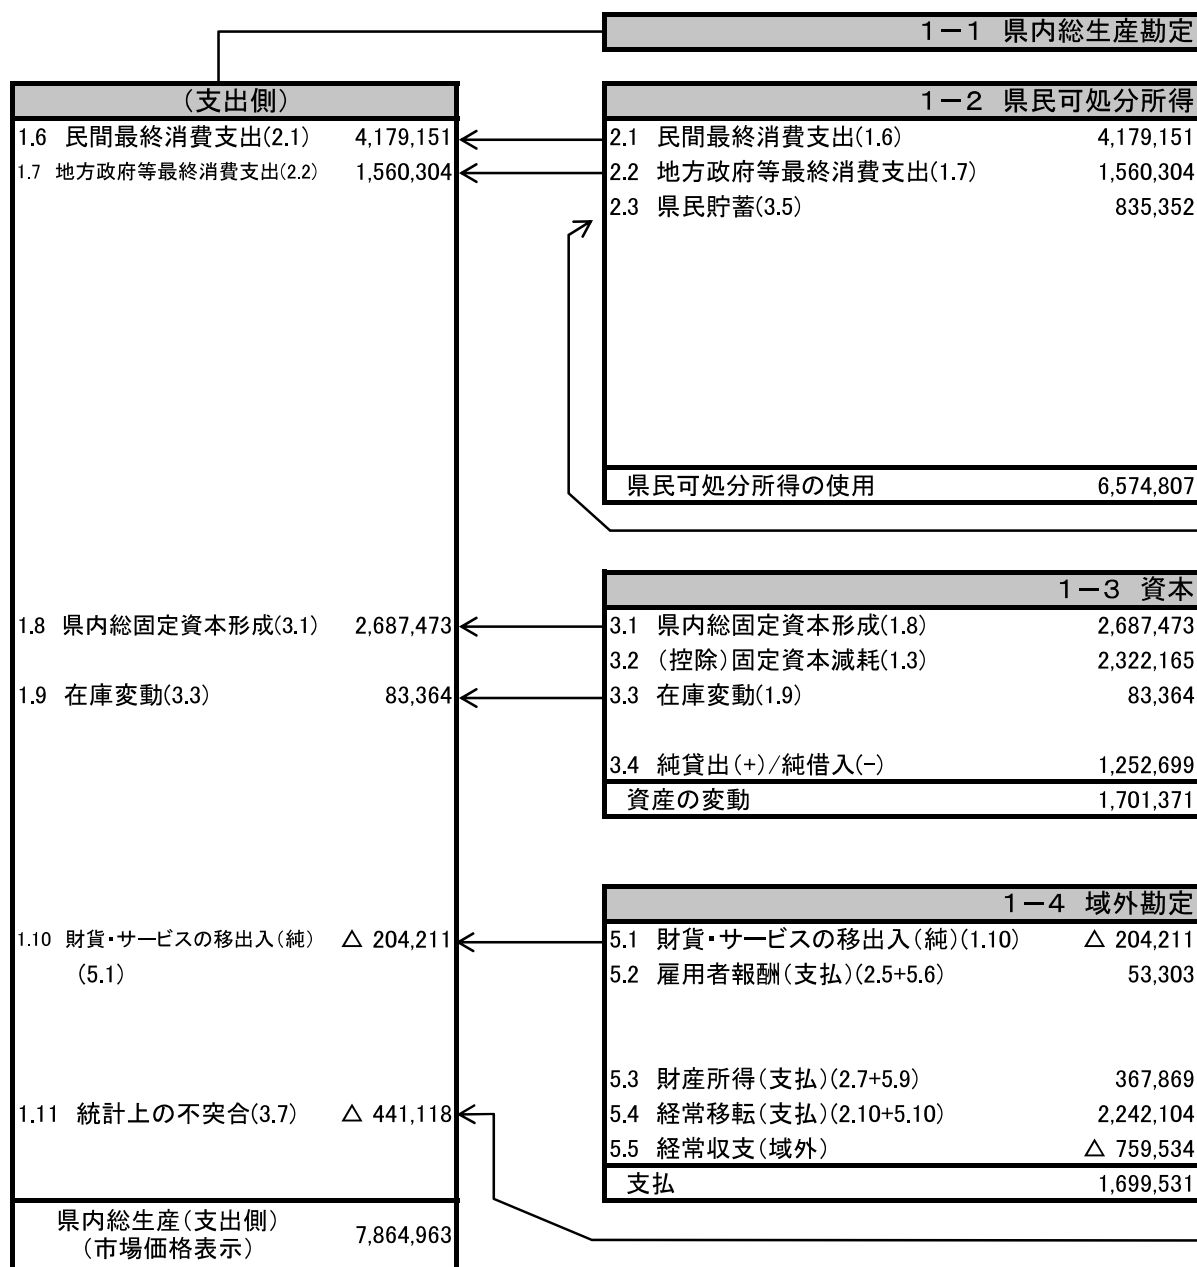 1－1 県内総生産勘定
(支出側)
1.6 民間最終消費支出(2.1) 4,179,151
1.7 地方政府等最終消費支出(2.2) 1,560,304
1.8 県内総固定資本形成(3.1) 2,687,473
1.9 在庫変動(3.3) 83,364
1.10 財貨・サービスの移出入(純) △ 204,211
(5.1)
1.11 統計上の不突合(3.7) △ 441,118
県内総生産(支出側)
(市場価格表示) 7,864,963
1－2 県民可処分所得
2.1 民間最終消費支出(1.6) 4,179,151
2.2 地方政府等最終消費支出(1.7) 1,560,304
2.3 県民貯蓄(3.5) 835,352
県民可処分所得の使用 6,574,807
1－3 資本
3.1 県内総固定資本形成(1.8) 2,687,473
3.2 (控除)固定資本減耗(1.3) 2,322,165
3.3 在庫変動(1.9) 83,364
3.4 純貸出(+)/純借入(-) 1,252,699
資産の変動 1,701,371
1－4 域外勘定
5.1 財貨・サービスの移出入(純)(1.10) △ 204,211
5.2 雇用者報酬(支払)(2.5+5.6) 53,303
5.3 財産所得(支払)(2.7+5.9) 367,869
5.4 経常移転(支払)(2.10+5.10) 2,242,104
5.5 経常収支(域外) △ 759,534
支払 1,699,531